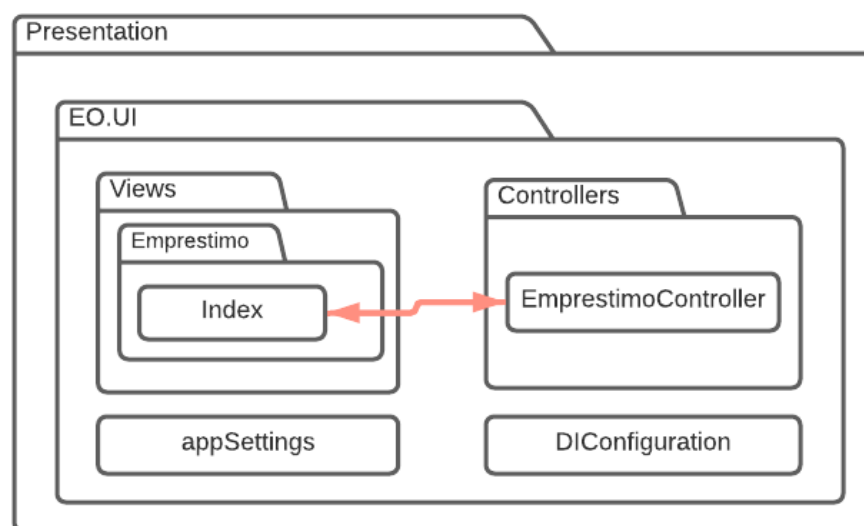 Presentation
EO.UI
Views
Controllers
Emprestimo
Index
EmprestimoController
appSettings
DIConfiguration